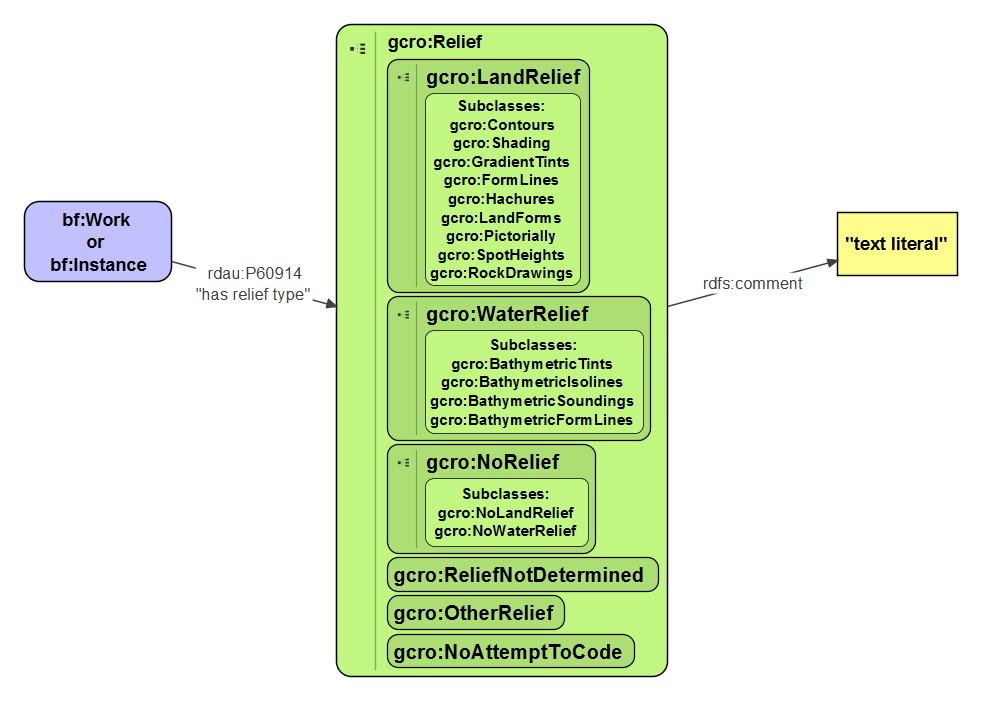 gcro:Relief
gcro:LandRelief
Subclasses:
gcro:Contours
gcro:Shading
gcro:GradientTints
gcro:FormLines
gcro:Hachures
gcro:LandForms
gcro:Pictorially
gcro:SpotHeights
gcro:RockDrawings
bf:Work
or
bf:Instance
rdau:P60914
"has relief type"
gcro:WaterRelief
Subclasses:
gcro:BathymetricTints
gcro:BathymetricIsolines
gcro:BathymetricSoundings
gcro:BathymetricFormLines
gcro:NoRelief
Subclasses:
gcro:NoLandRelief
gcro:NoWaterRelief
gcro:ReliefNotDetermined
gcro:OtherRelief
gcro:NoAttemptToCode
rdfs:comment
"text literal"